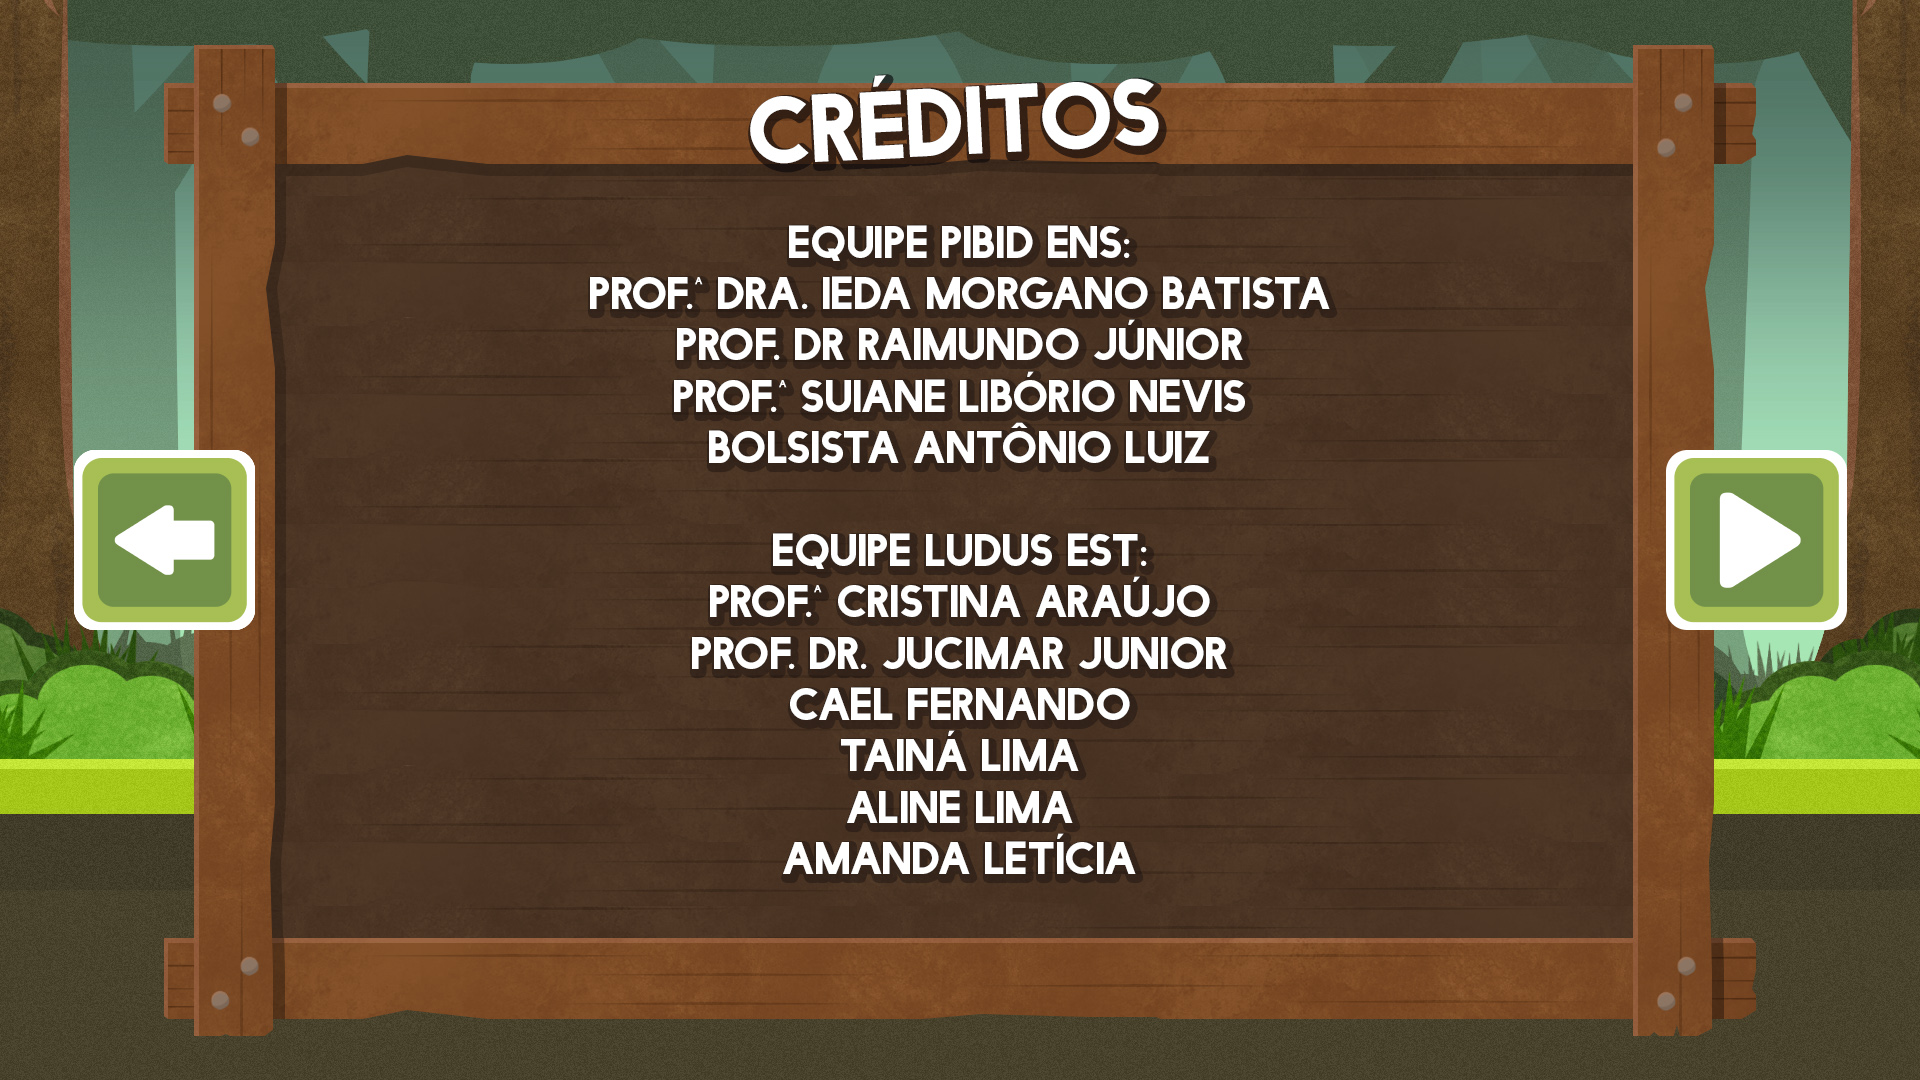 CRÉDITOS
EQUIPE PIBID ENS:
PROF.ª DRA. IEDA MORGANO BATISTA
PROF. DR RAIMUNDO JÚNIOR
PROF.ª SUIANE LIBÓRIO NEVIS
BOLSISTA ANTÔNIO LUIZ
EQUIPE LUDUS EST:
PROF.ª CRISTINA ARAÚJO
PROF. DR. JUCIMAR JUNIOR
CAEL FERNANDO
TAINÁ LIMA
ALINE LIMA
AMANDA LETÍCIA